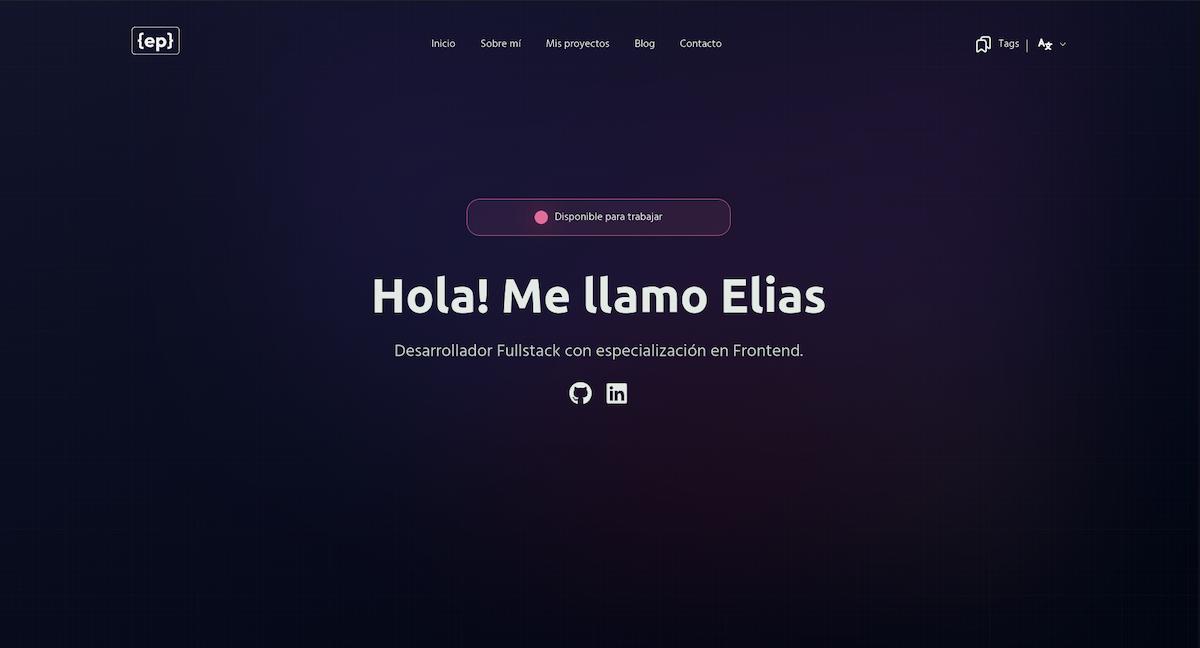 {ep}
Inicio Sobre mí Mis proyectos Blog Contacto
Tags |
Disponible para trabajar
Hola! Me llamo Elias
Desarrollador Fullstack con especialización en Frontend.
in